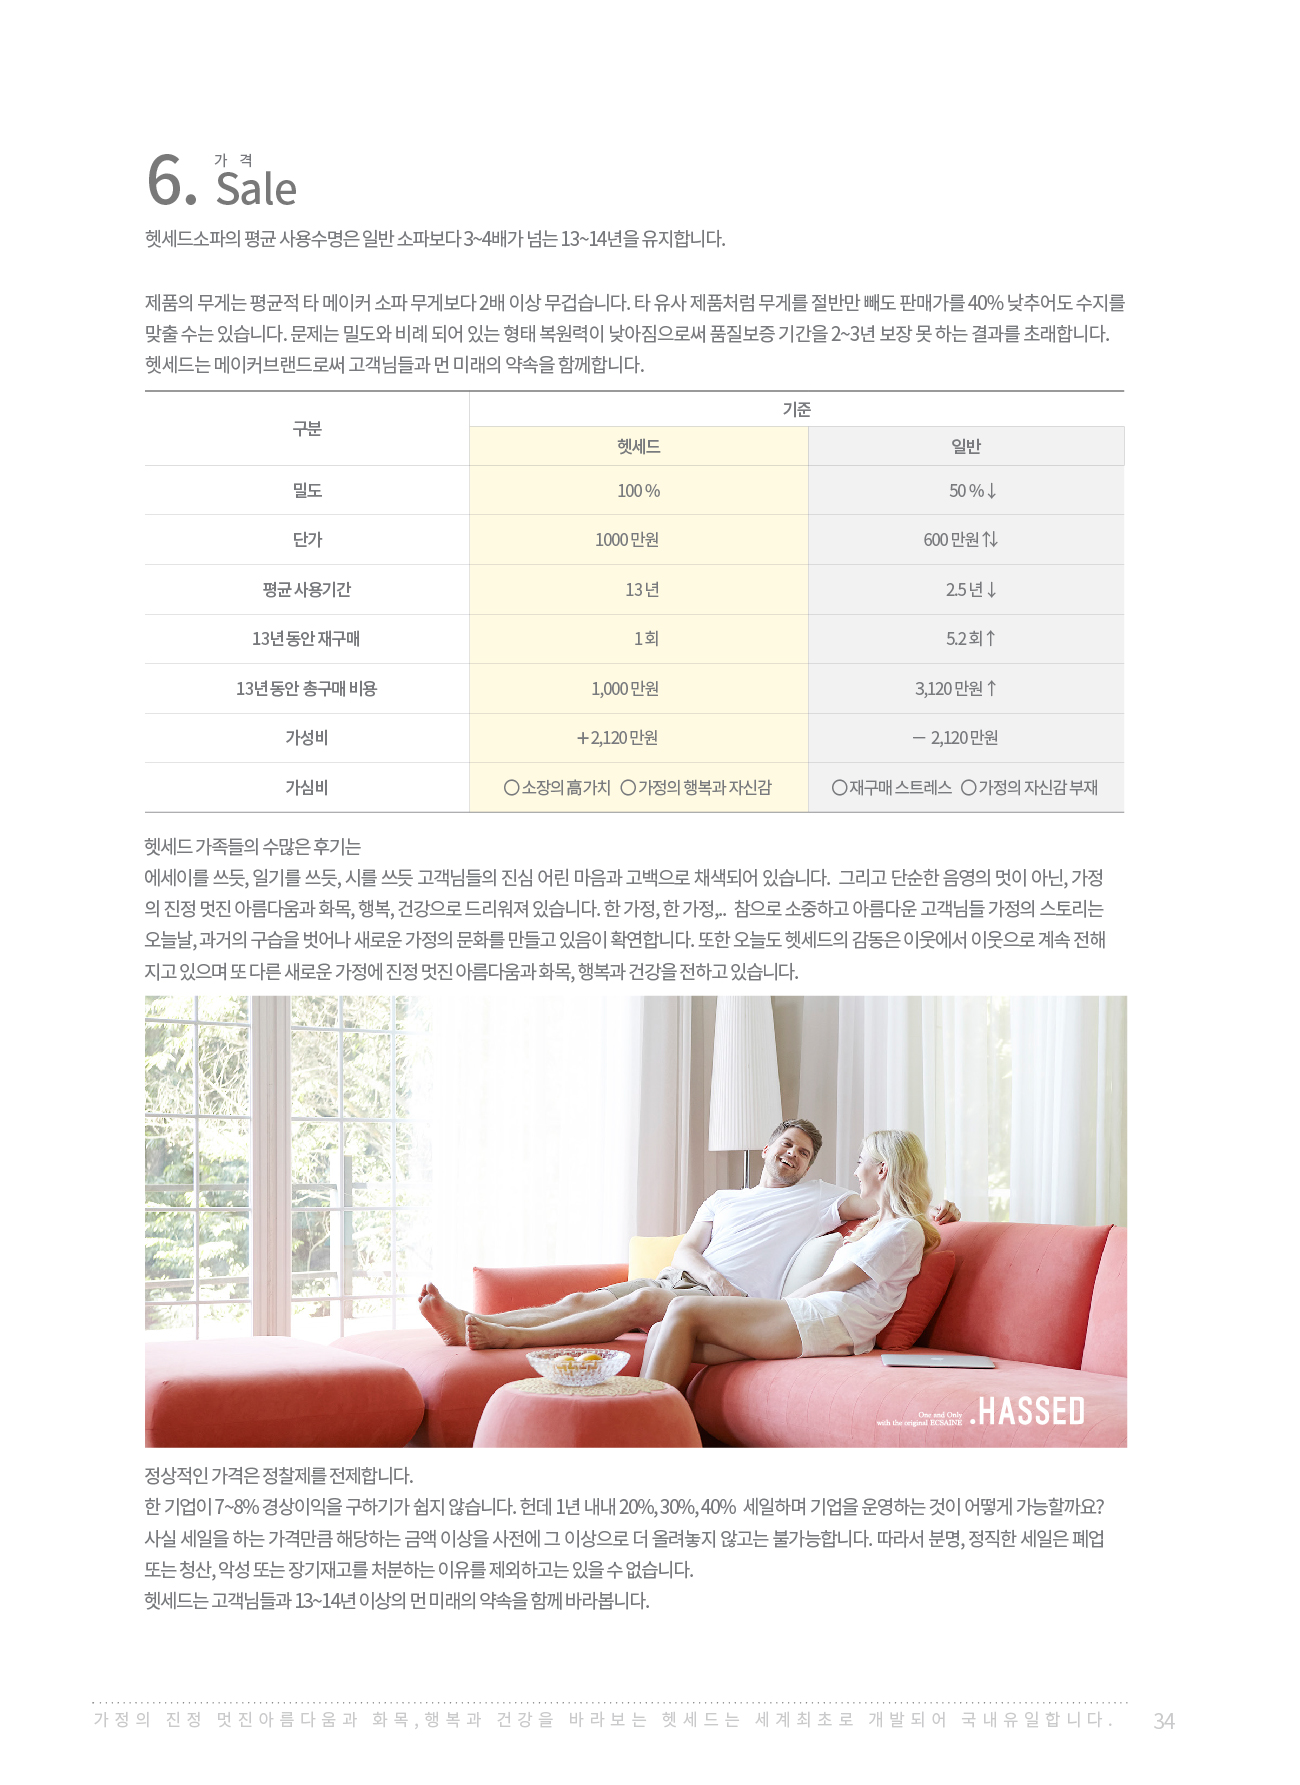 6. 가 격
Sale
헷세드소파의 평균 사용수명은 일반 소파보다 3~4배가 넘는 13~14년을 유지합니다.
제품의 무게는 평균적 타 메이커 소파 무게보다 2배 이상 무겁습니다. 타 유사 제품처럼 무게를 절반만 빼도 판매가를 40% 낮추어도 수지를
맞출 수는 있습니다. 문제는 밀도와 비례 되어 있는 형태 복원력이 낮아짐으로써 품질보증 기간을 2~3년 보장 못 하는 결과를 초래합니다.
헷세드는 메이커브랜드로써 고객님들과 먼 미래의 약속을 함께합니다.
구분 기준
헷세드 일반
밀도 100 % 50 %↓
단가 1000 만원 600 만원⇅
평균 사용기간 13 년 2.5 년↓
13년 동안 재구매 1 회 5.2 회↑
13년 동안 총구매 비용 1,000 만원 3,120 만원↑
가성비 +2,120 만원 － 2,120 만원
가심비 ○소장의 高가치 ○가정의 행복과 자신감 ○재구매 스트레스 ○가정의 자신감 부재
헷세드 가족들의 수많은 후기는
에세이를 쓰듯, 일기를 쓰듯, 시를 쓰듯 고객님들의 진심 어린 마음과 고백으로 채색되어 있습니다. 그리고 단순한 음영의 멋이 아닌, 가정
의 진정 멋진 아름다움과 화목, 행복, 건강으로 드리워져 있습니다. 한 가정, 한 가정,.. 참으로 소중하고 아름다운 고객님들 가정의 스토리는
오늘날, 과거의 구습을 벗어나 새로운 가정의 문화를 만들고 있음이 확연합니다. 또한 오늘도 헷세드의 감동은 이웃에서 이웃으로 계속 전해
지고 있으며 또 다른 새로운 가정에 진정 멋진 아름다움과 화목, 행복과 건강을 전하고 있습니다.
One and Only
with the original ECSAINE .HASSED
정상적인 가격은 정찰제를 전제합니다.
한 기업이 7~8% 경상이익을 구하기가 쉽지 않습니다. 헌데 1년 내내 20%, 30%, 40% 세일하며 기업을 운영하는 것이 어떻게 가능할까요?
사실 세일을 하는 가격만큼 해당하는 금액 이상을 사전에 그 이상으로 더 올려놓지 않고는 불가능합니다. 따라서 분명, 정직한 세일은 폐업
또는 청산, 악성 또는 장기재고를 처분하는 이유를 제외하고는 있을 수 없습니다.
헷세드는 고객님들과 13~14년 이상의 먼 미래의 약속을 함께 바라봅니다.
가정의 진정 멋진아름다움과 화목,행복과 건강을 바라보는 헷세드는 세계최초로 개발되어 국내유일합니다. 34